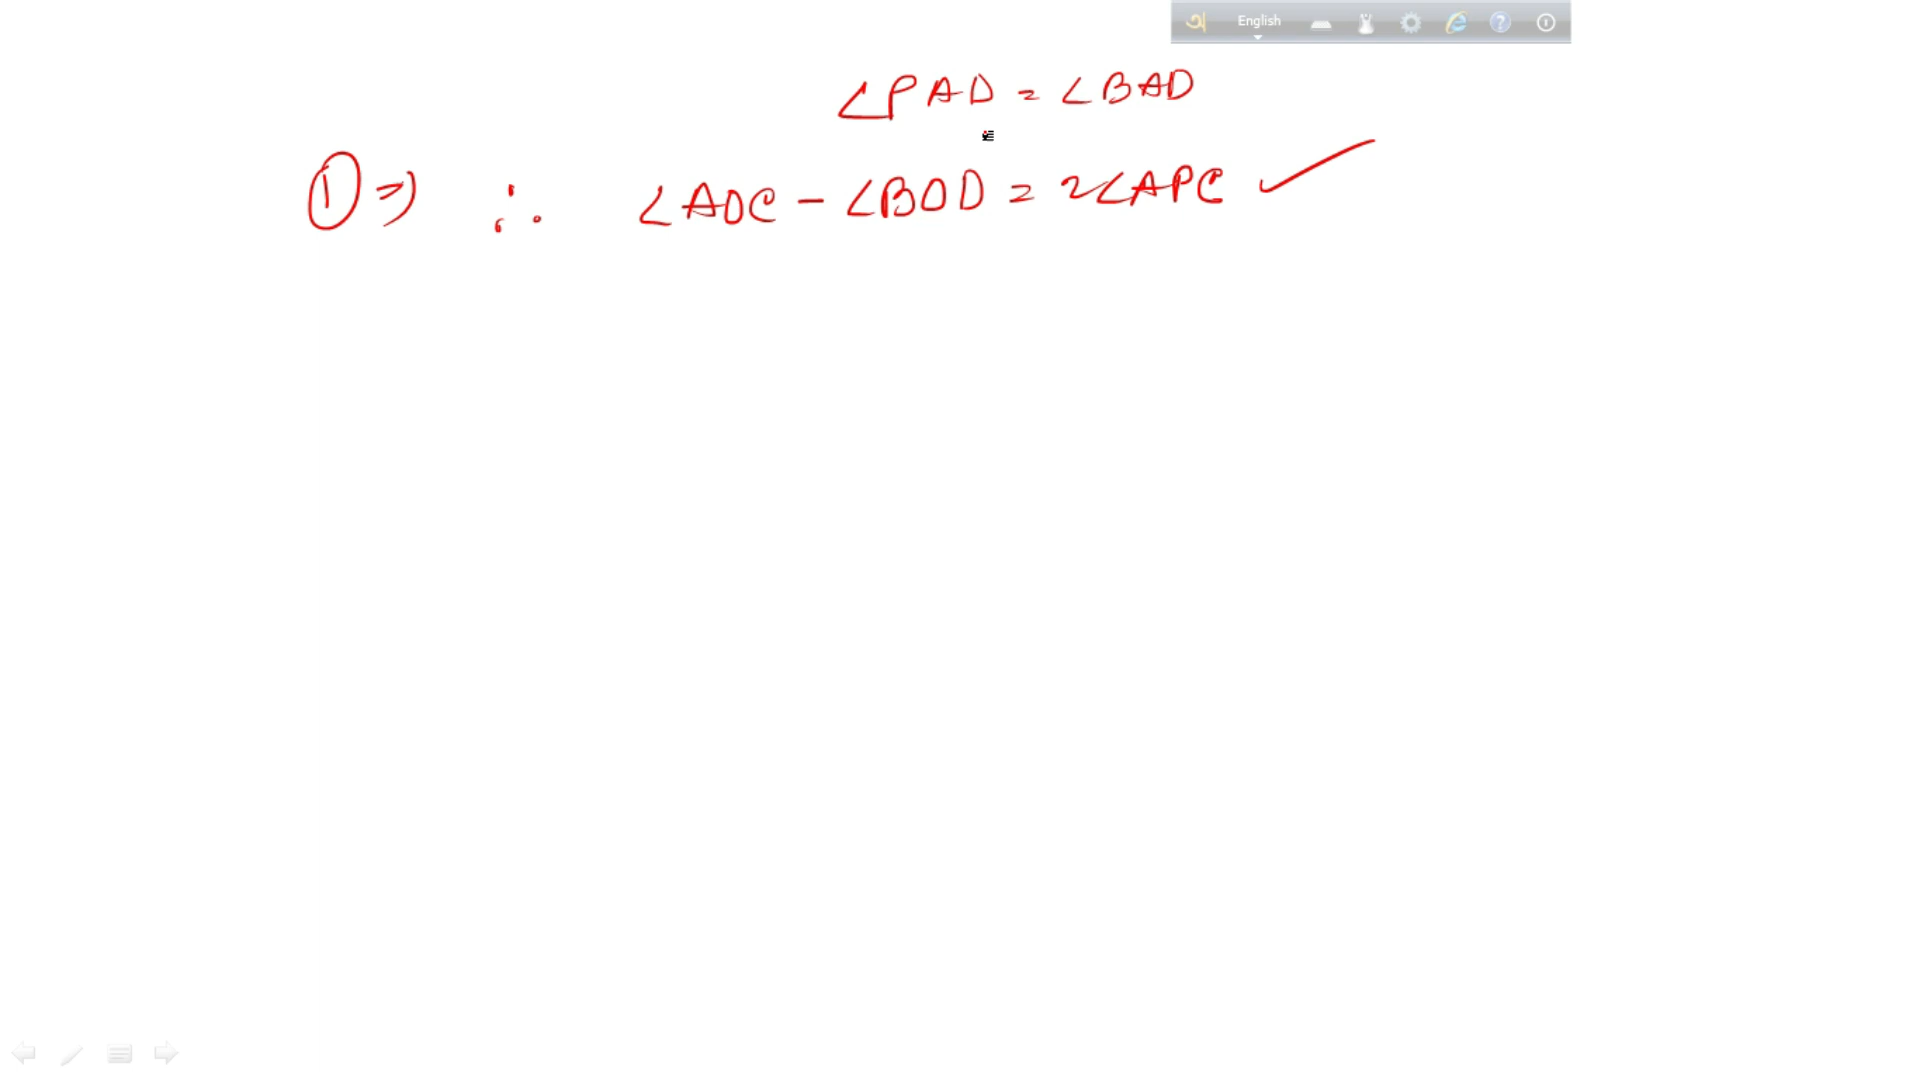 অ English
∠PAD = ∠BAD
① ⇒ ∴ ∠AOC - ∠BOD = 2∠APC ✓